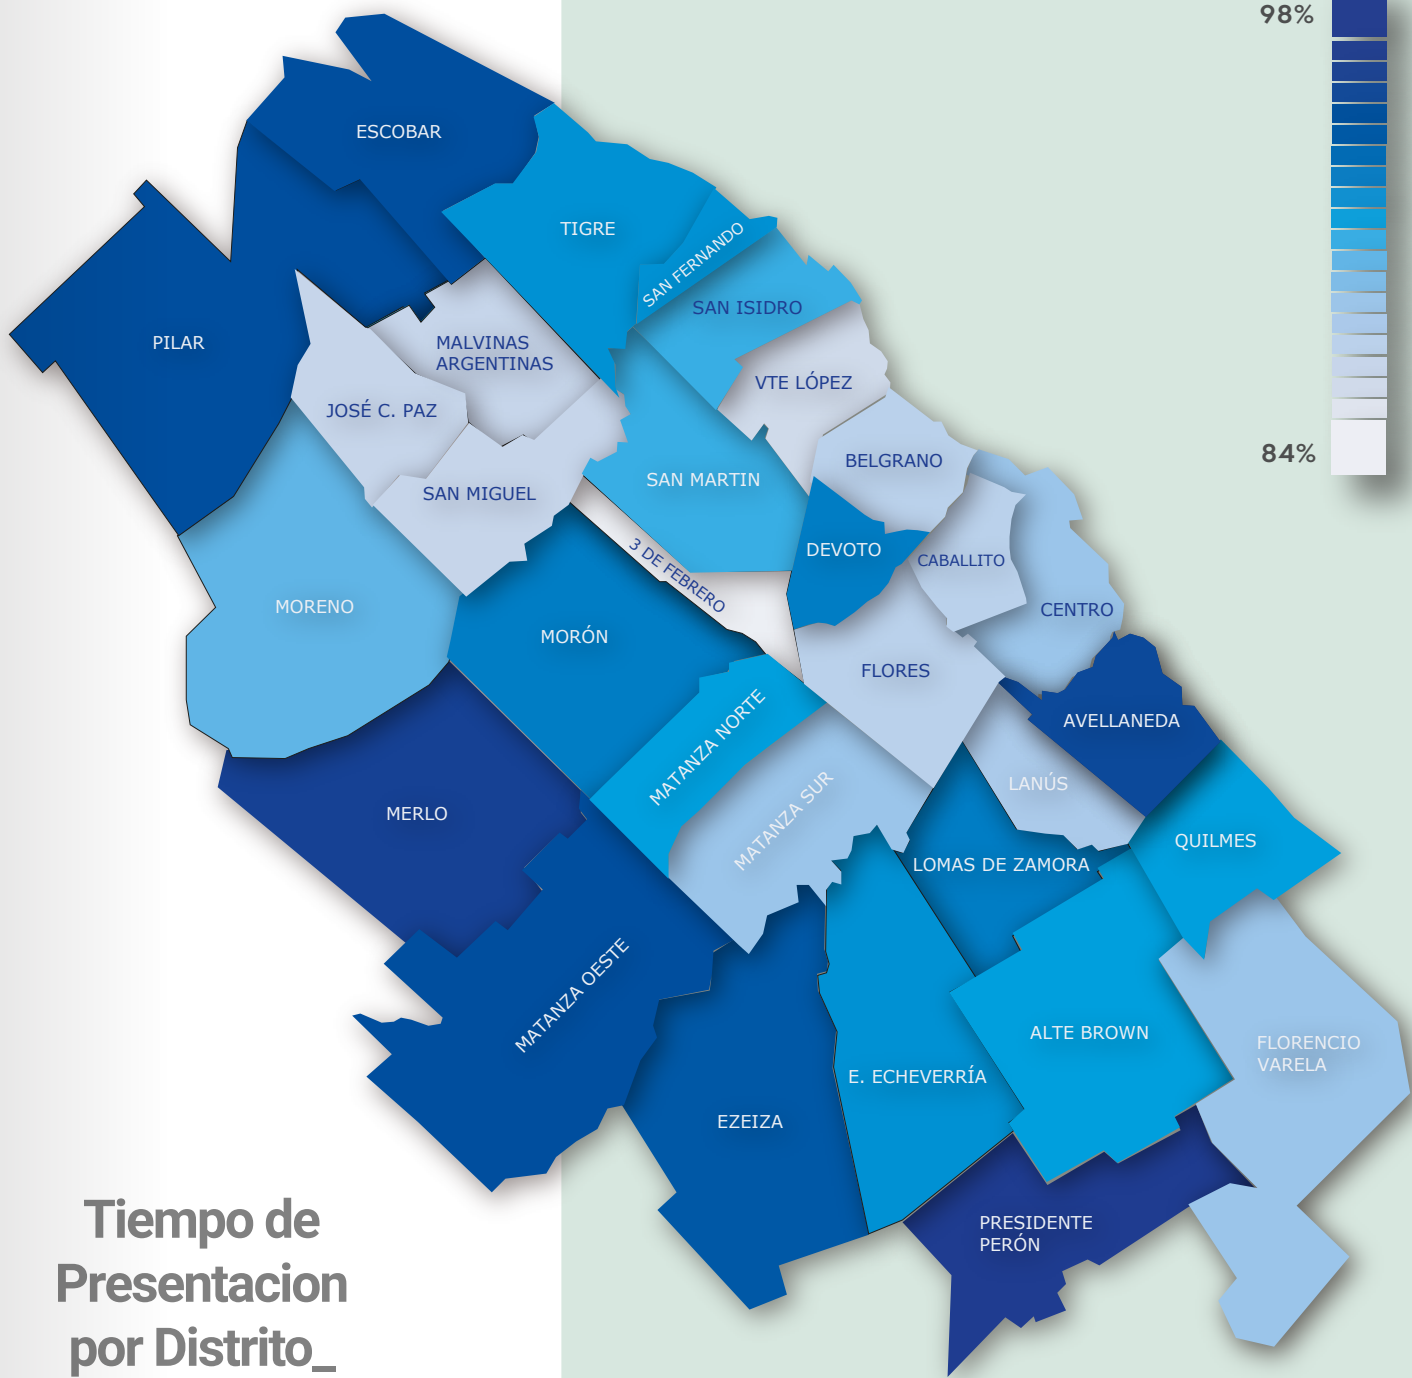 98%
84%
ESCOBAR
TIGRE
SAN FERNANDO
SAN ISIDRO
PILAR
MALVINAS
ARGENTINAS
VTE LÓPEZ
JOSÉ C. PAZ
BELGRANO
SAN MIGUEL
SAN MARTIN
DEVOTO
CABALLITO
3 DE FEBRERO
MORENO
CENTRO
MORÓN
FLORES
AVELLANEDA
MATANZA NORTE
LANÚS
MERLO
MATANZA SUR
QUILMES
LOMAS DE ZAMORA
MATANZA OESTE
ALTE BROWN
FLORENCIO
VARELA
E. ECHEVERRÍA
EZEIZA
PRESIDENTE
PERÓN
Tiempo de
Presentacion
por Distrito_